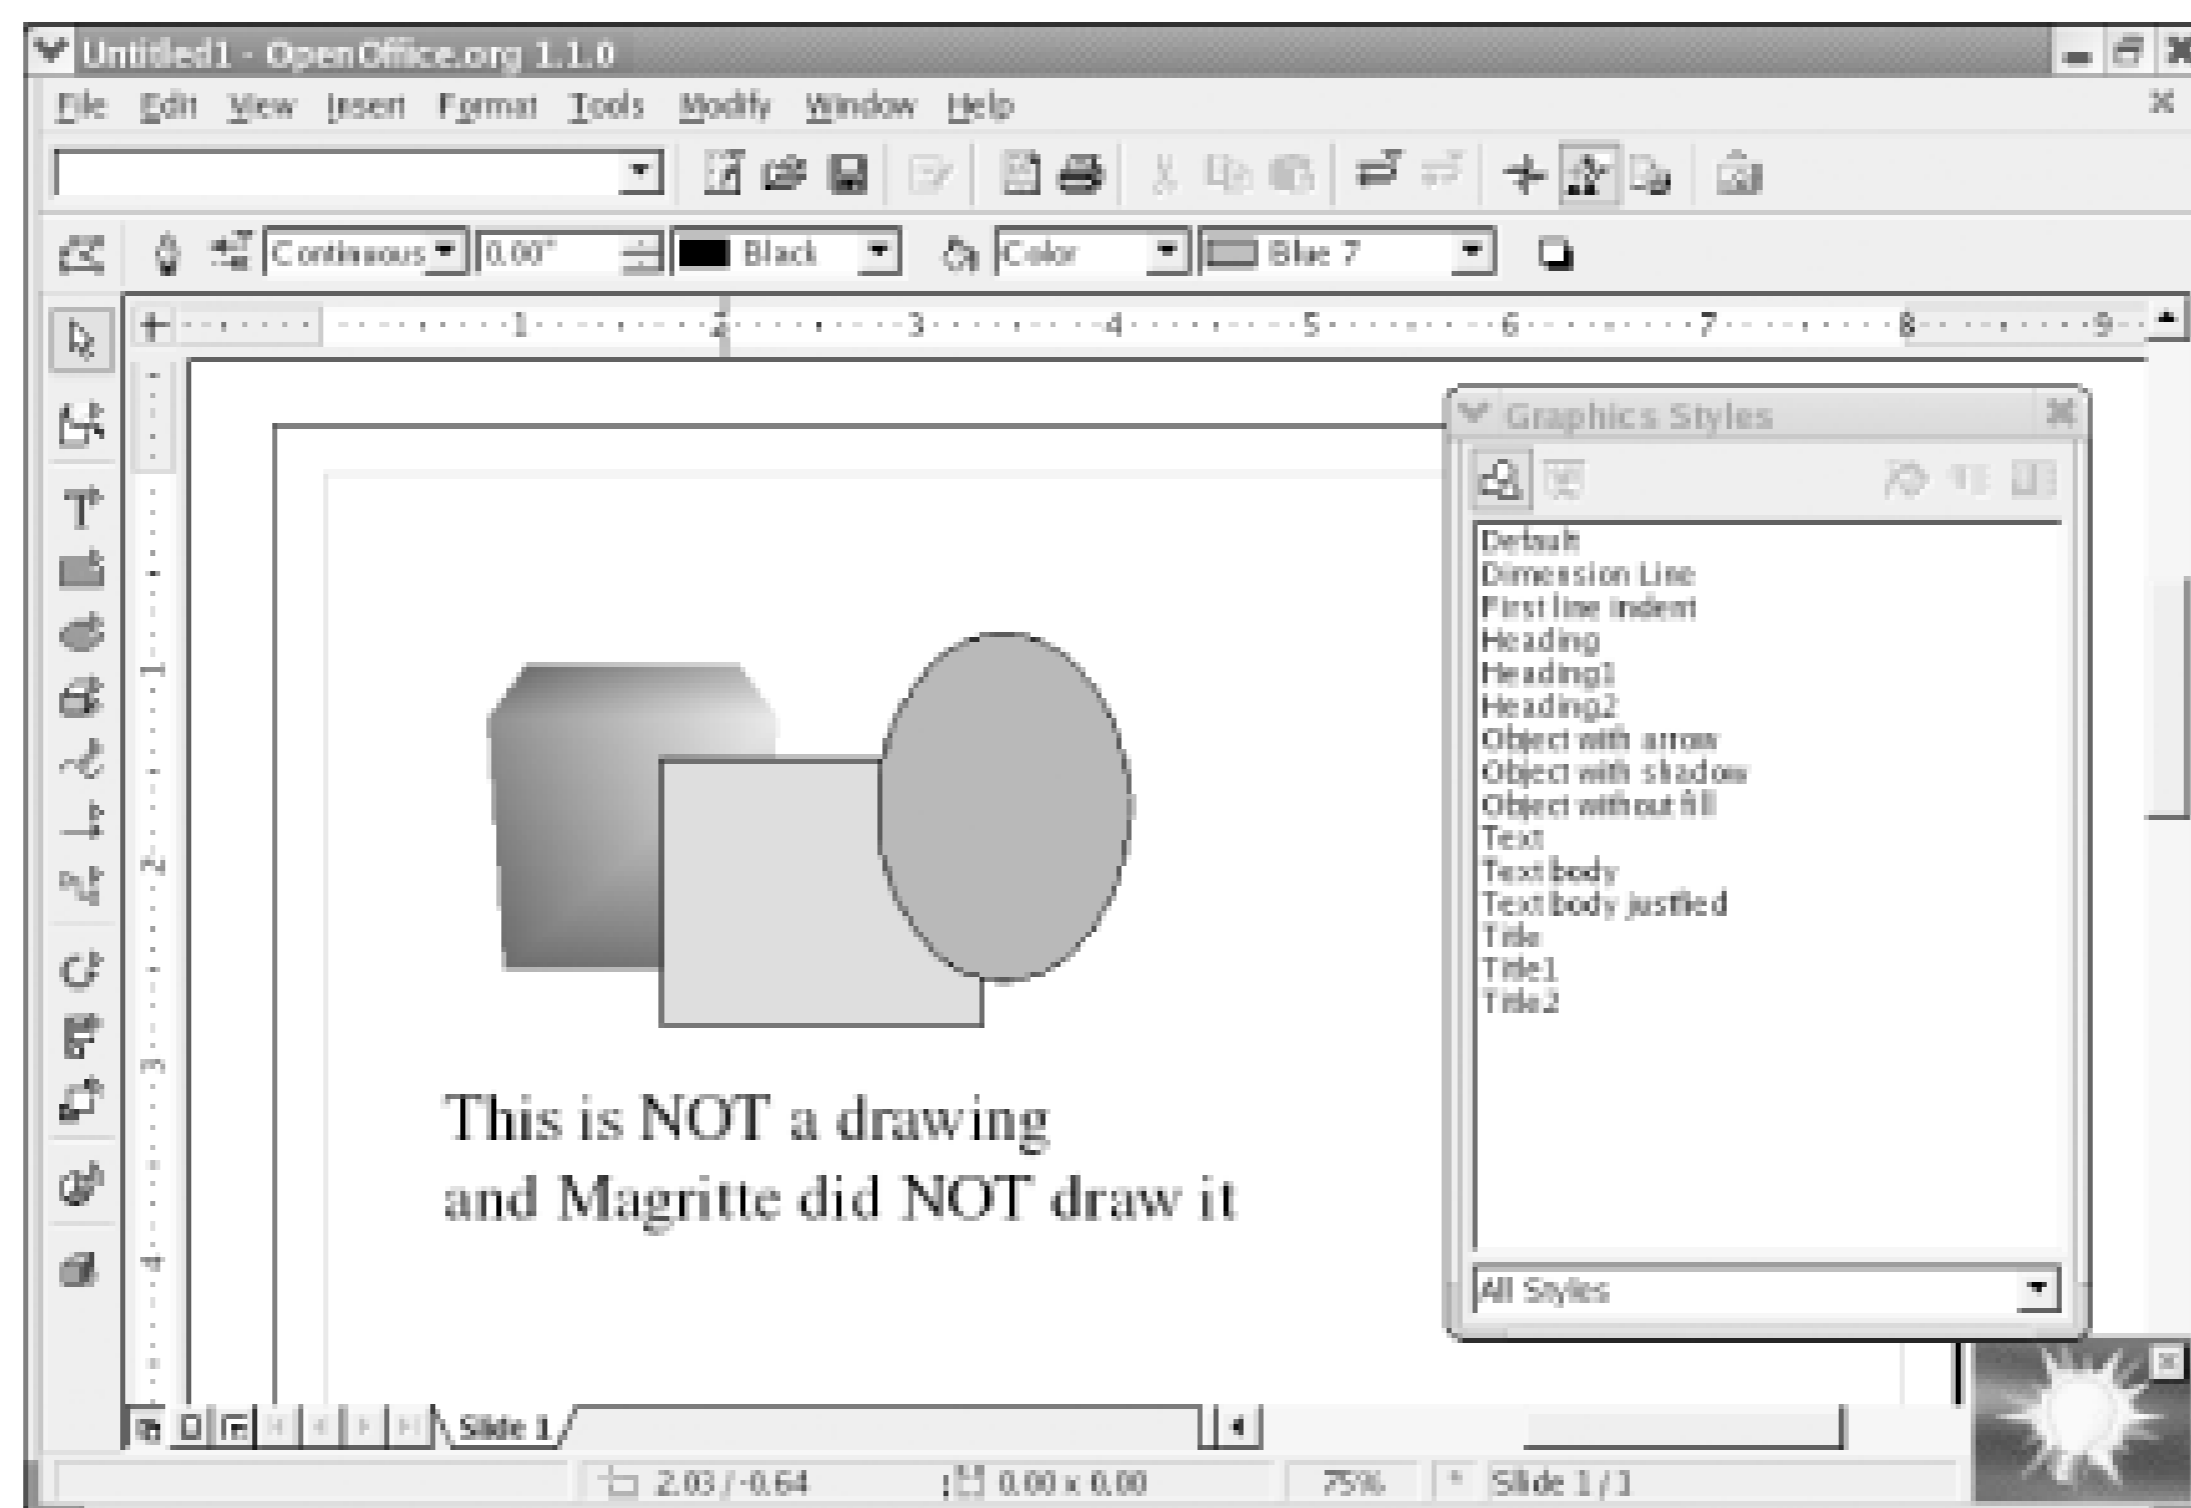 Untitled1 - OpenOffice.org 1.1.0
File Edit View Insert Format Tools Modify Window Help
Continuous 0.00" Black Color Blue 7
1 2 3 4 5 6 7 8 9
Graphics Styles
Default
Dimension Line
First line indent
Heading
Heading1
Heading2
Object with arrow
Object with shadow
Object without fill
Text
Text body
Text body justified
Title
Title1
Title2
All Styles
1
2
3
4
This is NOT a drawing
and Magritte did NOT draw it
Slide 1
2.03 / -0.64 0.00 x 0.00 75% * Slide 1 / 1